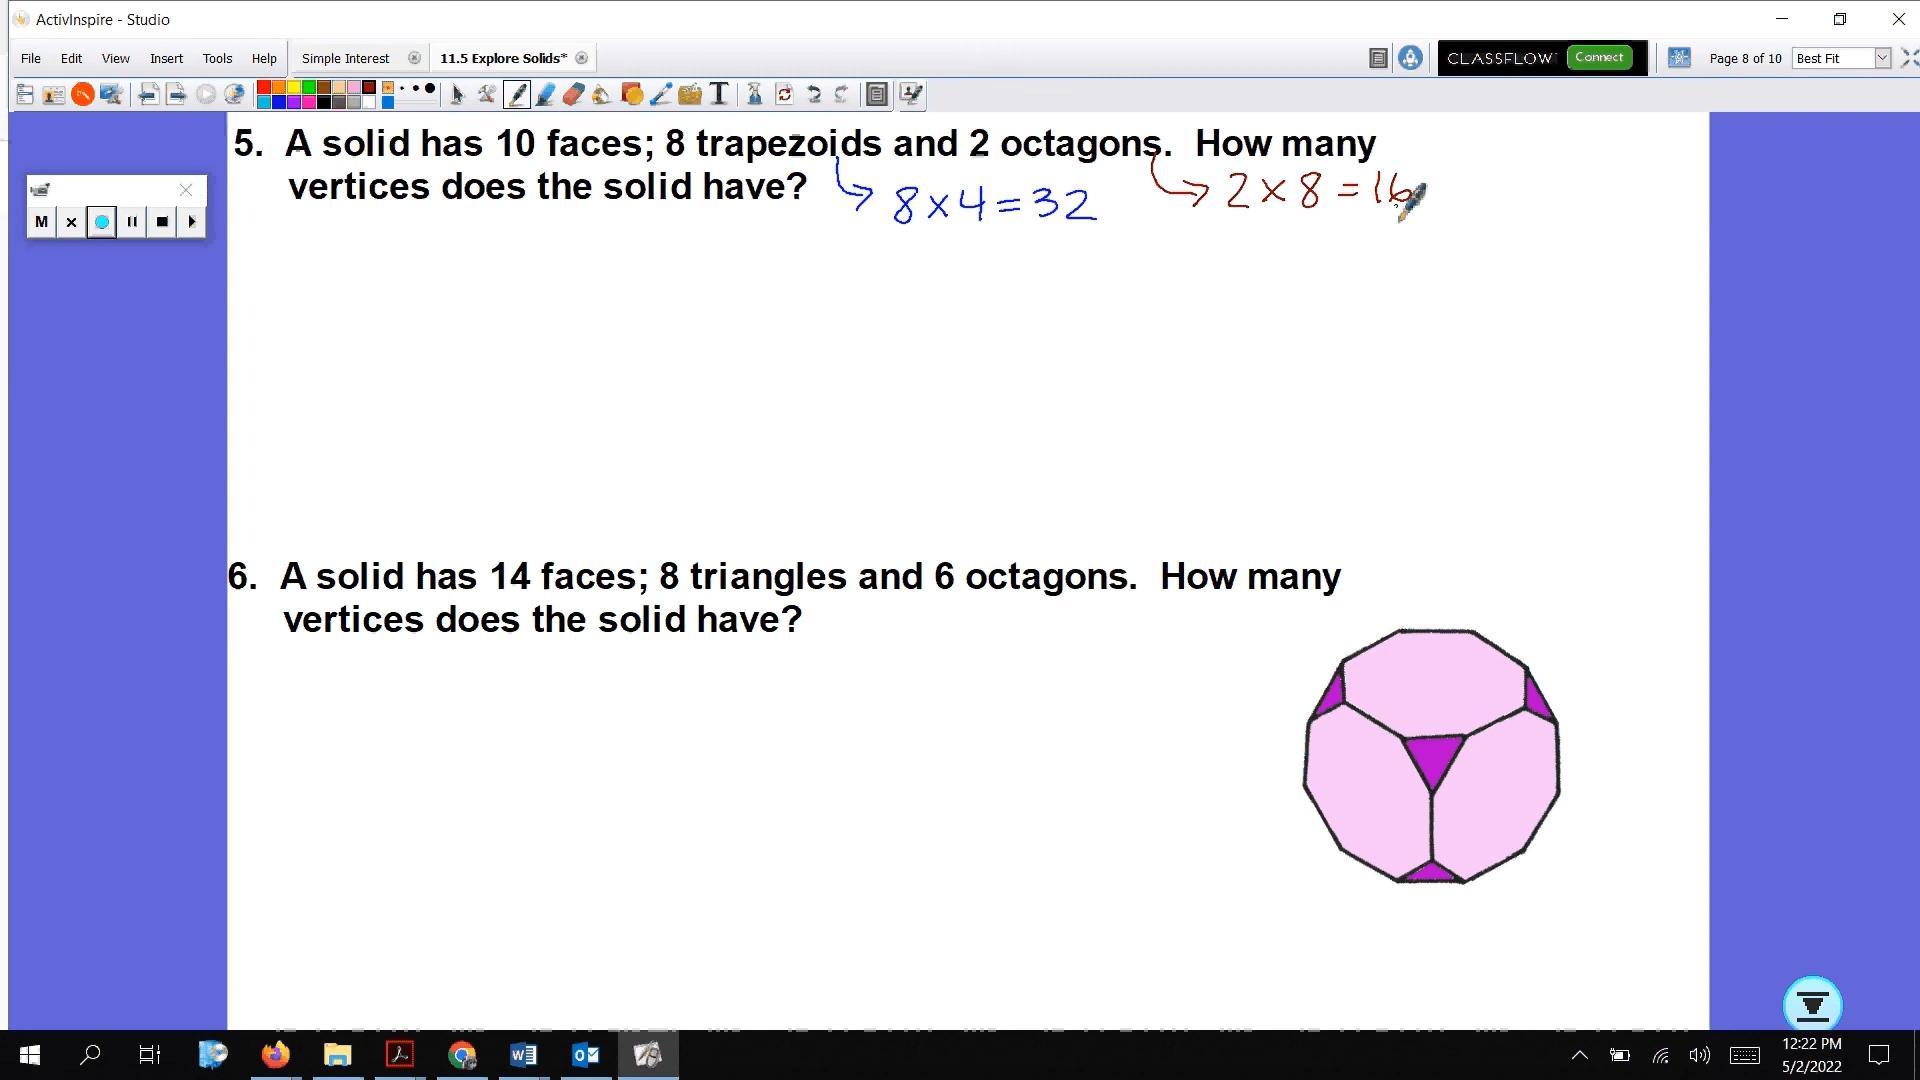 ActivInspire - Studio
File Edit View Insert Tools Help Simple Interest 11.5 Explore Solids* CLASSFLOW Connect Page 8 of 10 Best Fit
T
M
5. A solid has 10 faces; 8 trapezoids and 2 octagons. How many
vertices does the solid have?
8 × 4 = 32
2 × 8 = 16
6. A solid has 14 faces; 8 triangles and 6 octagons. How many
vertices does the solid have?
12:22 PM
5/2/2022